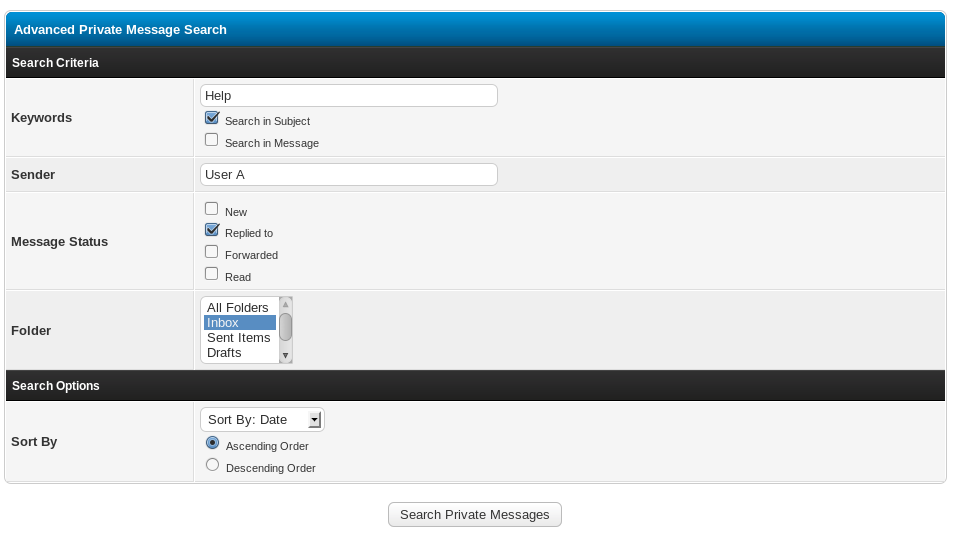 Advanced Private Message Search
Search Criteria
Keywords
Help
Search in Subject
Search in Message
Sender
User A
Message Status
New
Replied to
Forwarded
Read
Folder
All Folders
Inbox
Sent Items
Drafts
Search Options
Sort By
Sort By: Date
Ascending Order
Descending Order
Search Private Messages